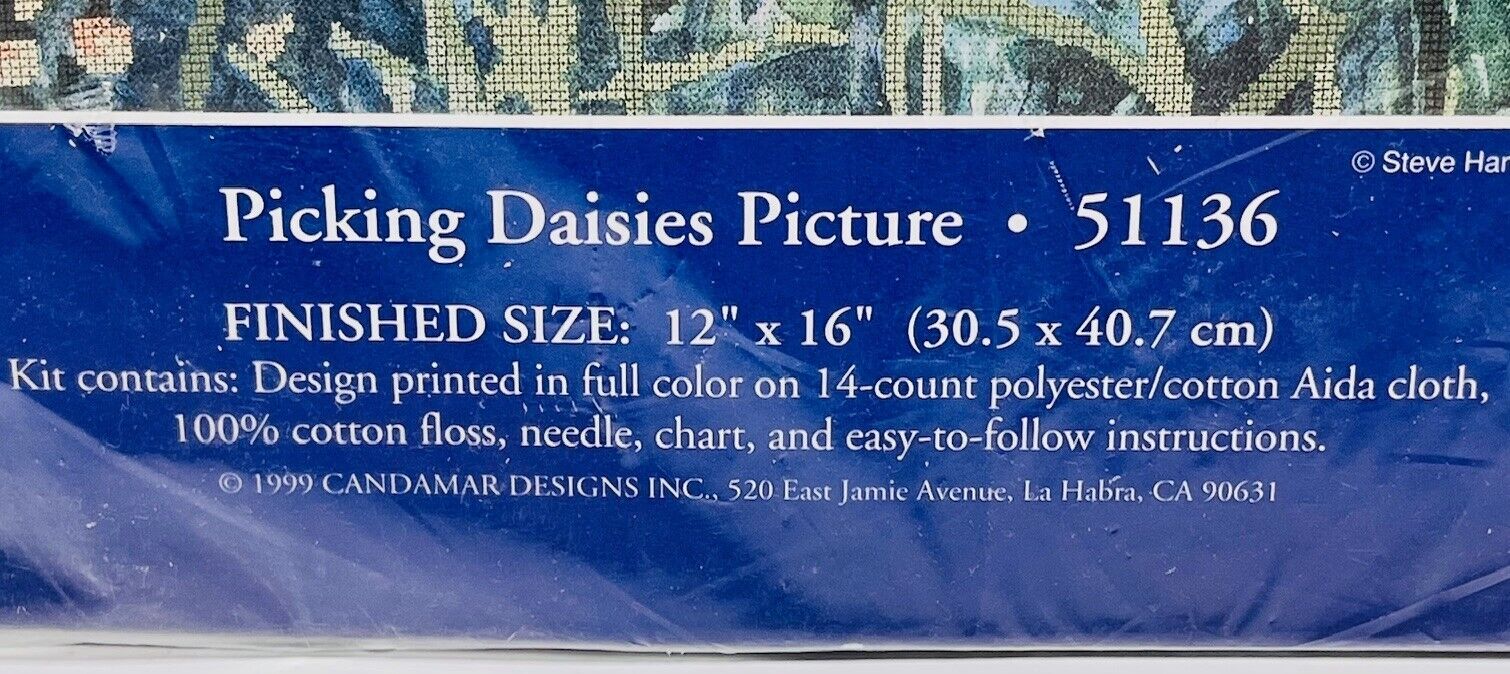 © Steve Har
Picking Daisies Picture • 51136
FINISHED SIZE: 12" x 16" (30.5 x 40.7 cm)
Kit contains: Design printed in full color on 14-count polyester/cotton Aida cloth,
100% cotton floss, needle, chart, and easy-to-follow instructions.
© 1999 CANDAMAR DESIGNS INC., 520 East Jamie Avenue, La Habra, CA 90631